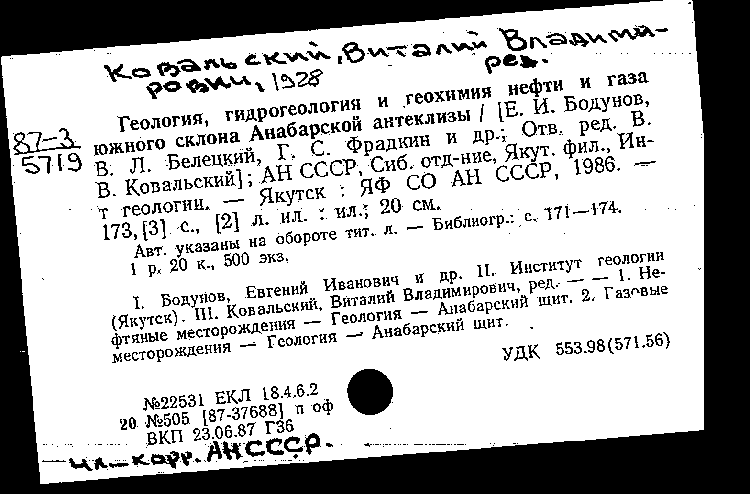 Ковальский, Виталий Владими-
рович, 1928 ред.
87-3
5719
Геология, гидрогеология и геохимия нефти и газа
южного склона Анабарской антеклизы / [Е. И. Бодунов,
В. Л. Белецкий, Г. С. Фрадкин и др.; Отв. ред. В.
В. Ковальский]; АН СССР, Сиб. отд-ние, Якут. фил., Ин-
т геологии. — Якутск : ЯФ СО АН СССР, 1986. —
173, [3] с., [2] л. ил. : ил.; 20 см.
Авт. указаны на обороте тит. л. — Библиогр.: с. 171—174.
1 р. 20 к., 500 экз.
I. Бодунов, Евгений Иванович и др. II. Институт геологии
(Якутск). III. Ковальский, Виталий Владимирович, ред. — — 1. Не-
фтяные месторождения — Геология — Анабарский щит. 2. Газовые
месторождения — Геология — Анабарский щит.
УДК 553.98(571.56)
№22531 ЕКЛ 18.4.6.2
20 №505 [87-37688] п оф
ВКП 23.06.87 Г36
чл.-корр. АН СССР.